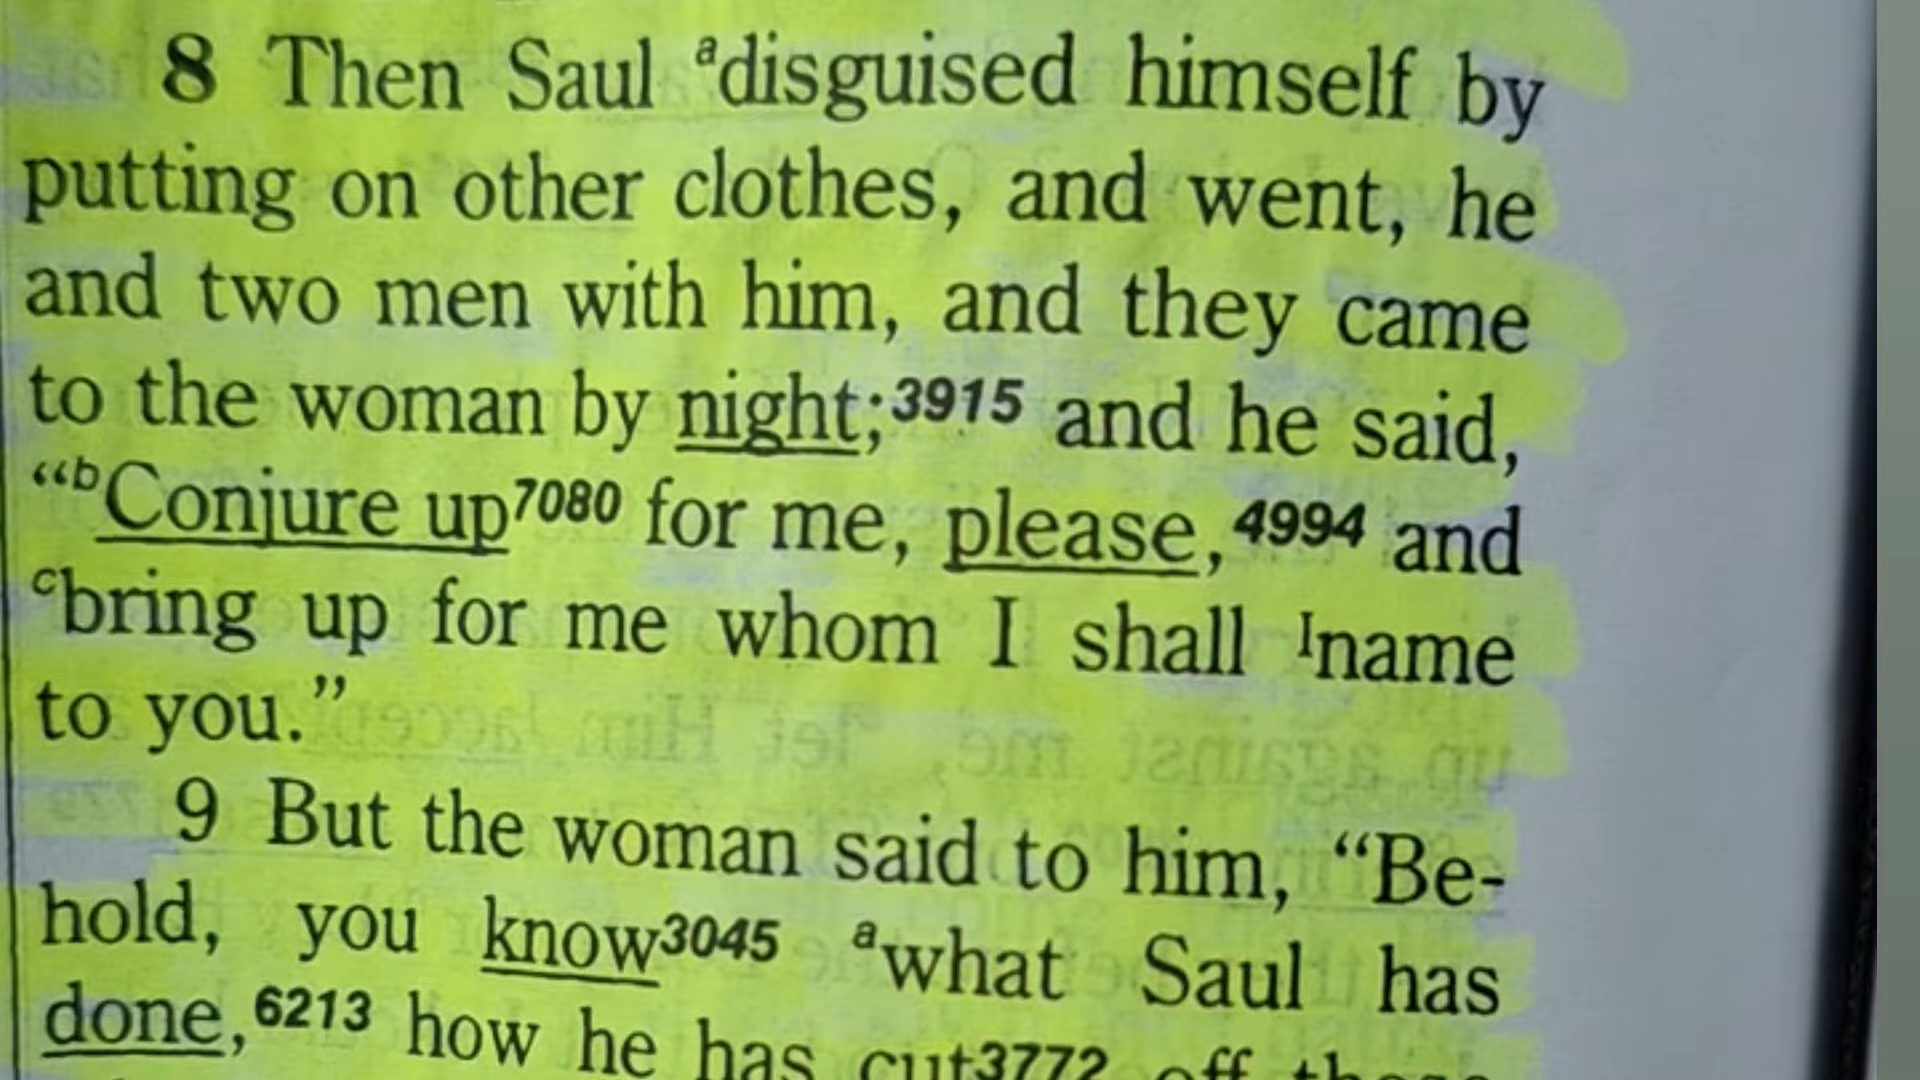 8 Then Saul ᵃdisguised himself by
putting on other clothes, and went, he
and two men with him, and they came
to the woman by night;3915 and he said,
“ᵇConjure up7080 for me, please,4994 and
ᶜbring up for me whom I shall ᴵname
to you.”
9 But the woman said to him, “Be-
hold, you know3045 ᵃwhat Saul has
done,6213 how he has cut3772 off those